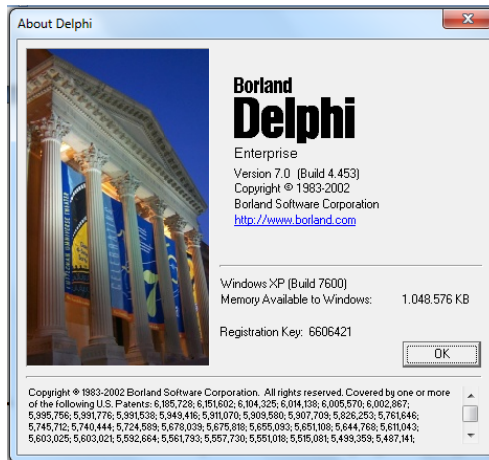 About Delphi
Borland
Delphi
Enterprise
Version 7.0 (Build 4.453)
Copyright © 1983-2002
Borland Software Corporation
http://www.borland.com
Windows XP (Build 7600)
Memory Available to Windows: 1.048.576 KB
Registration Key: 6606421
OK
Copyright © 1983-2002 Borland Software Corporation. All rights reserved. Covered by one or more
of the following U.S. Patents: 6,185,728; 6,151,602; 6,104,325; 6,014,138; 6,005,570; 6,002,867;
5,995,756; 5,991,776; 5,991,538; 5,949,416; 5,911,070; 5,909,580; 5,907,709; 5,826,253; 5,761,646;
5,745,712; 5,740,444; 5,724,589; 5,678,039; 5,675,818; 5,655,093; 5,651,108; 5,644,768; 5,611,043;
5,603,025; 5,603,021; 5,592,664; 5,561,793; 5,557,730; 5,551,018; 5,515,081; 5,499,359; 5,487,141;